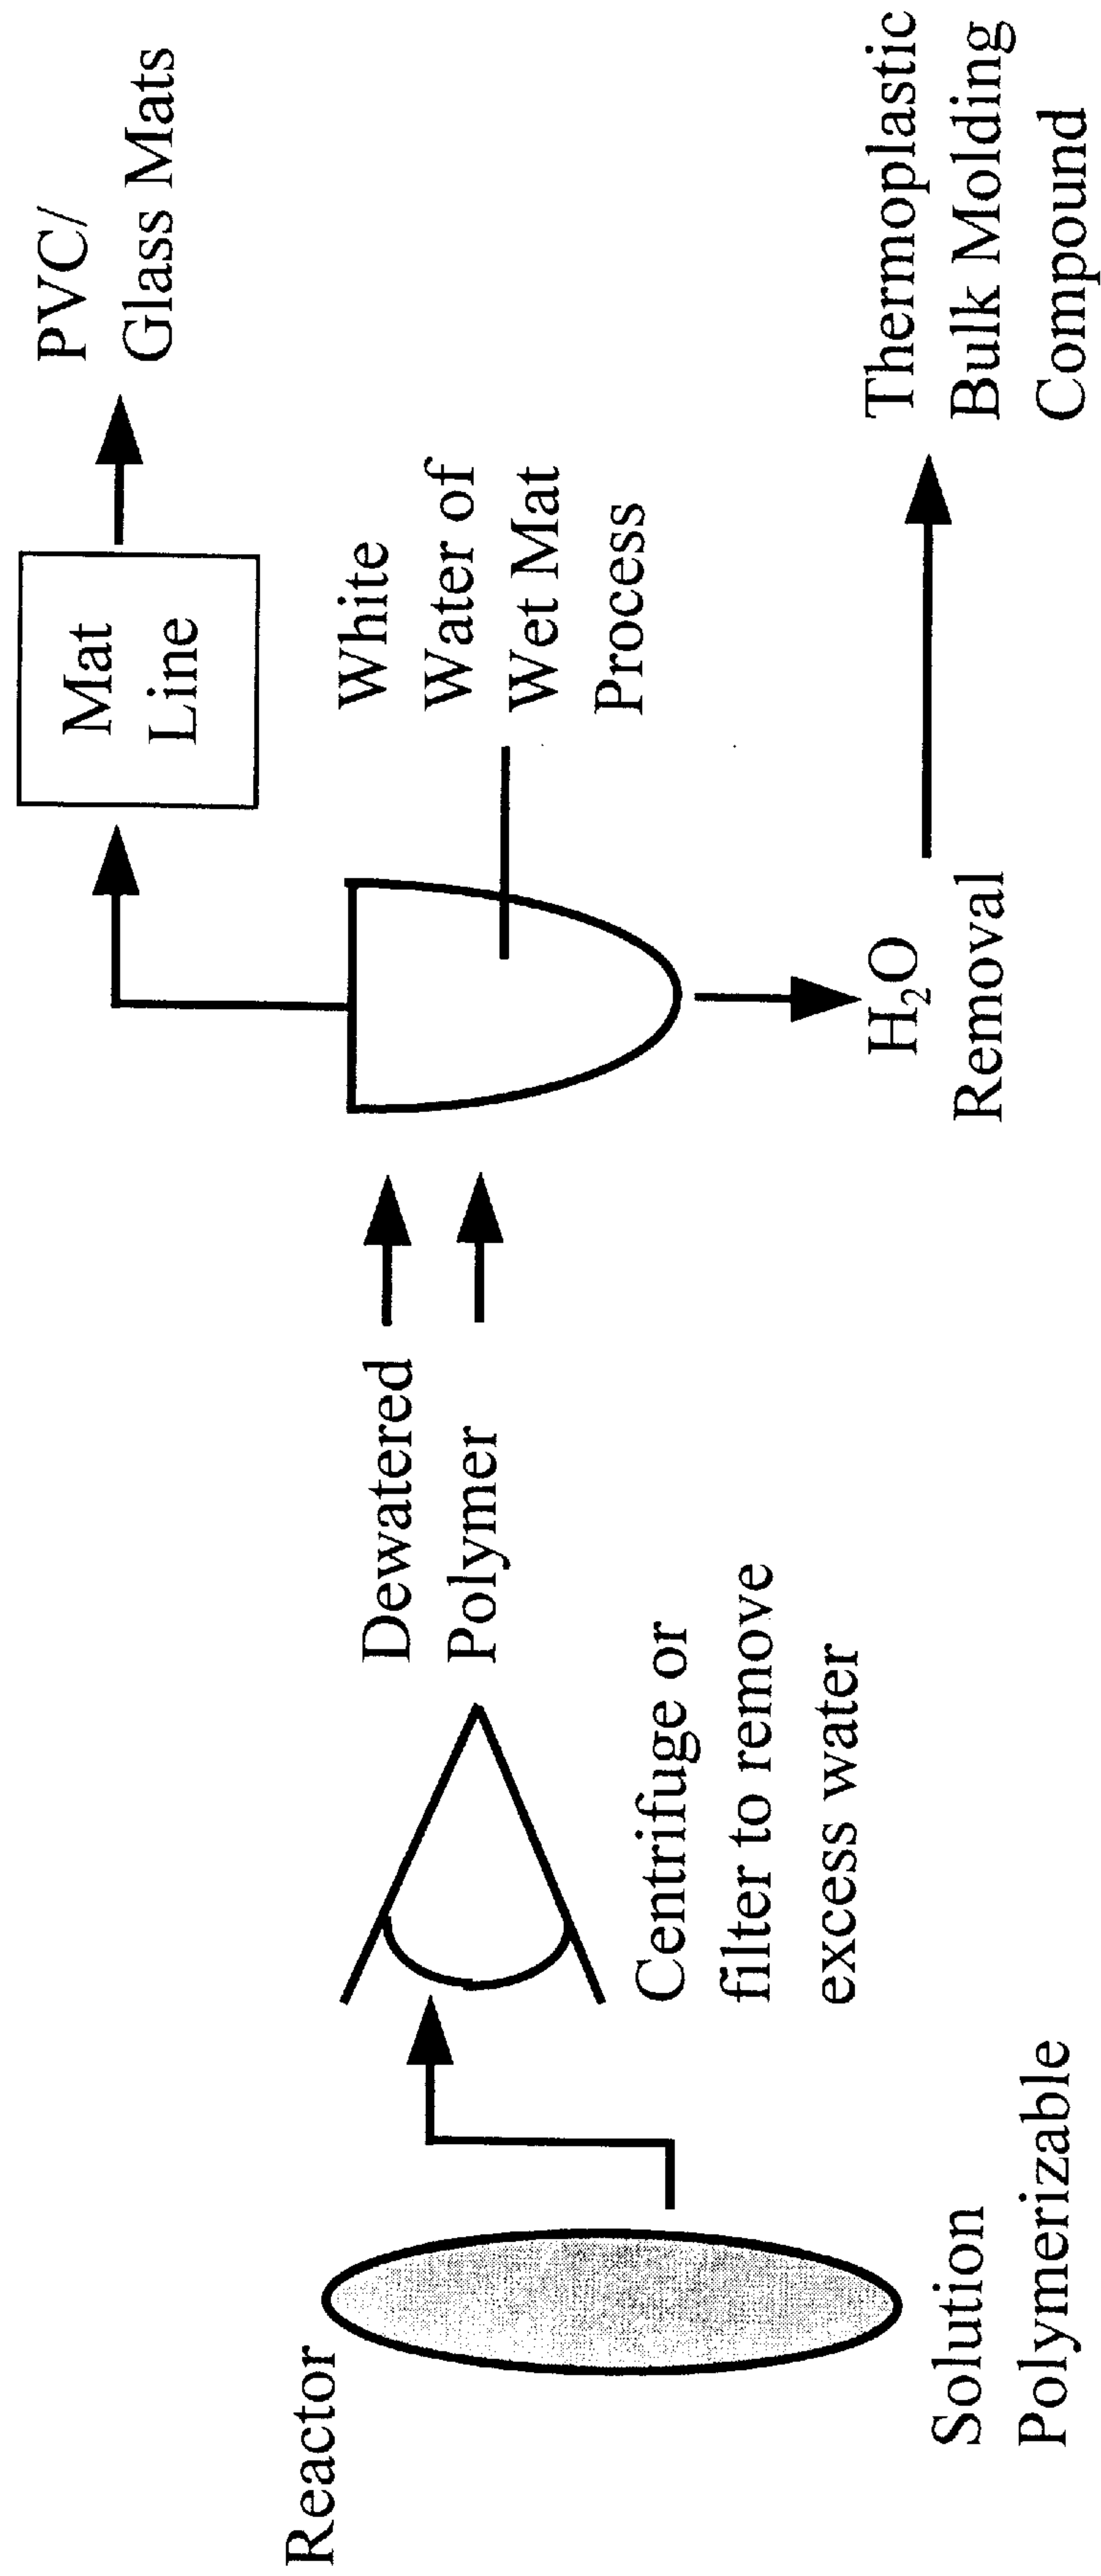 Reactor
Solution
Polymerizable
Centrifuge or
filter to remove
excess water
Dewatered
Polymer
White
Water of
Wet Mat
Process
Mat
Line
PVC/
Glass Mats
H₂O
Removal
Thermoplastic
Bulk Molding
Compound